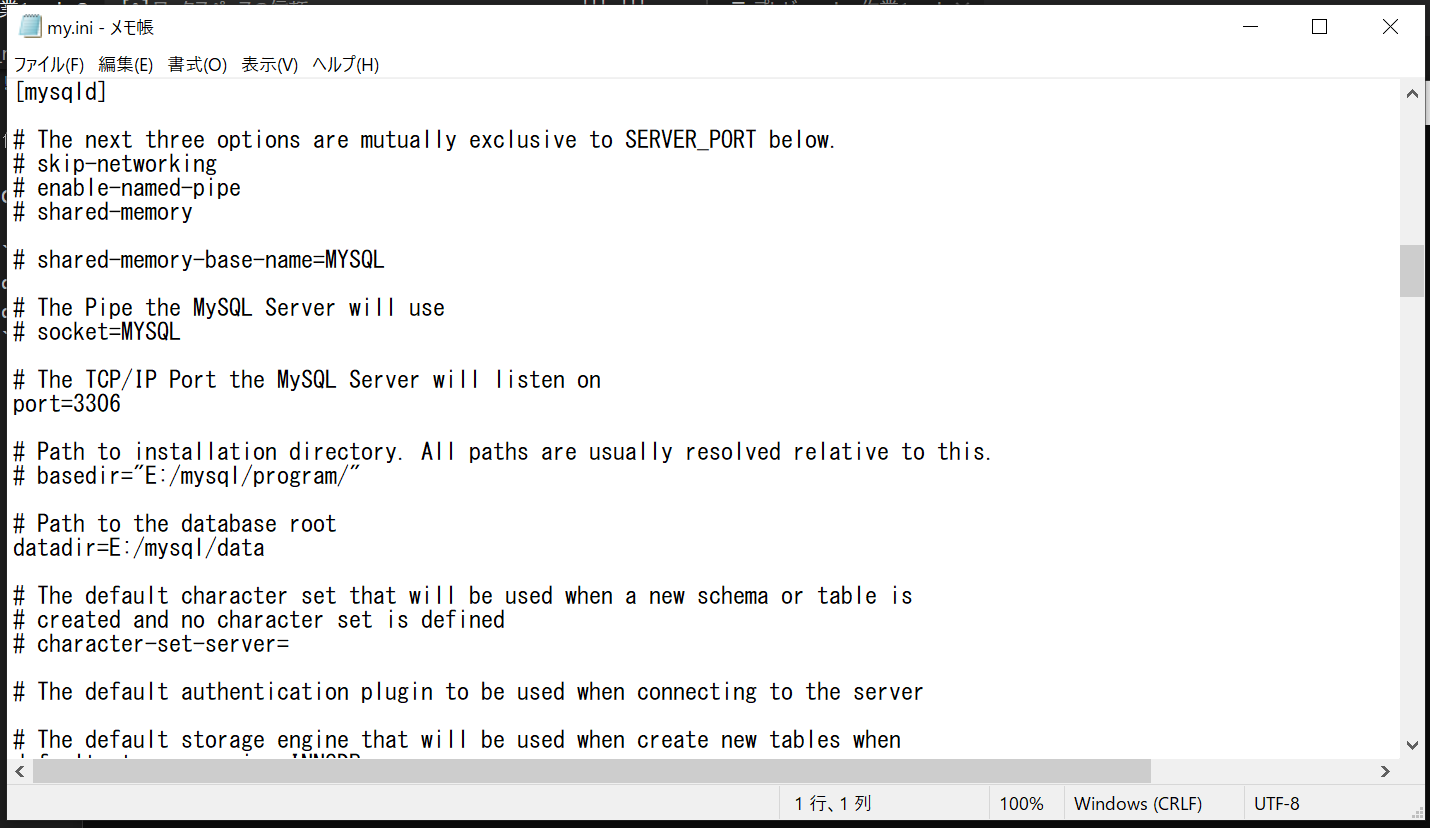 my.ini - メモ帳
ファイル(F) 編集(E) 書式(O) 表示(V) ヘルプ(H)
[mysqld]
# The next three options are mutually exclusive to SERVER_PORT below.
# skip-networking
# enable-named-pipe
# shared-memory
# shared-memory-base-name=MYSQL
# The Pipe the MySQL Server will use
# socket=MYSQL
# The TCP/IP Port the MySQL Server will listen on
port=3306
# Path to installation directory. All paths are usually resolved relative to this.
# basedir="E:/mysql/program/"
# Path to the database root
datadir=E:/mysql/data
# The default character set that will be used when a new schema or table is
# created and no character set is defined
# character-set-server=
# The default authentication plugin to be used when connecting to the server
# The default storage engine that will be used when create new tables when
1 行、1 列 100% Windows (CRLF) UTF-8